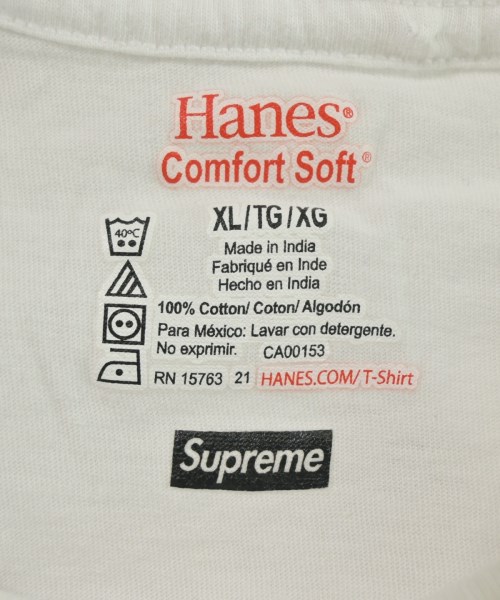 Hanes®
Comfort Soft®
XL/TG/XG
40°C
Made in India
Fabriqué en Inde
Hecho en India
100% Cotton/ Coton/ Algodón
Para México: Lavar con detergente.
No exprimir. CA00153
RN 15763 21 HANES.COM/T-Shirt
Supreme